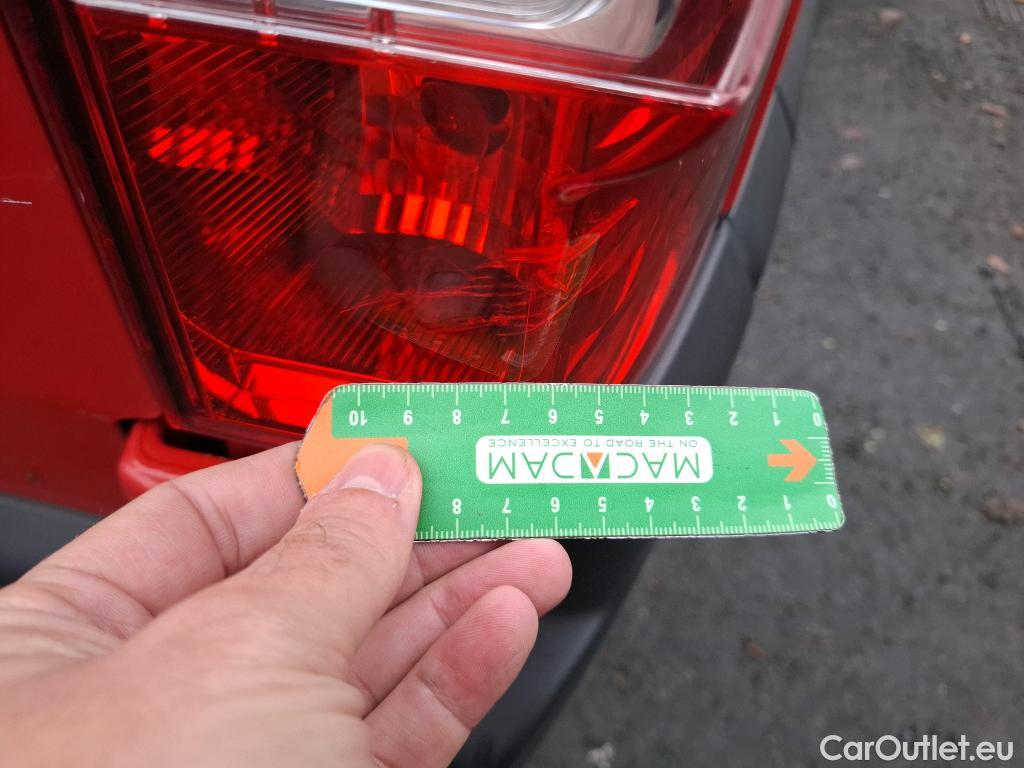 10 9 8 7 6 5 4 3 2 1 0
ON THE ROAD TO EXCELLENCE
MACADAM
8 7 6 5 4 3 2 1 0
CarOutlet.eu